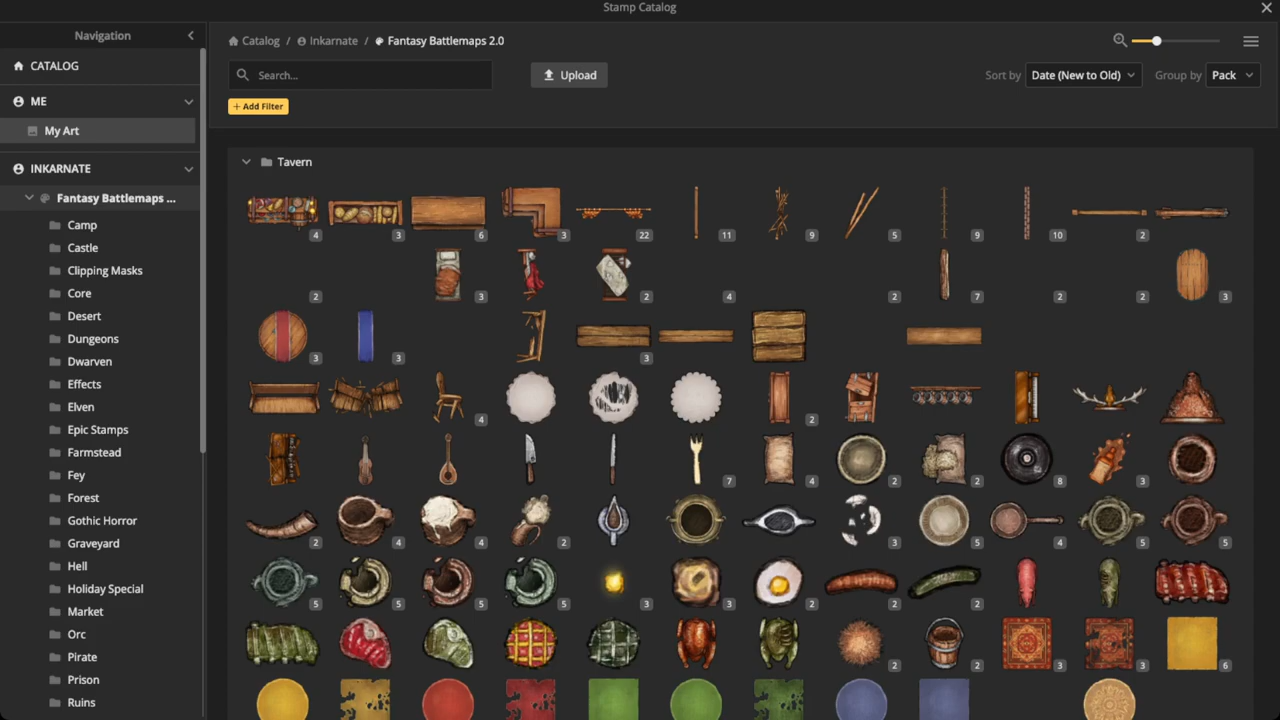 Stamp Catalog
Navigation
CATALOG
ME
My Art
INKARNATE
Fantasy Battlemaps ...
Camp
Castle
Clipping Masks
Core
Desert
Dungeons
Dwarven
Effects
Elven
Epic Stamps
Farmstead
Fey
Forest
Gothic Horror
Graveyard
Hell
Holiday Special
Market
Orc
Pirate
Prison
Ruins
Catalog / Inkarnate / Fantasy Battlemaps 2.0
Search...
Upload
Sort by Date (New to Old) Group by Pack
+ Add Filter
Tavern
4 3 6 3 22 11 9 5 9 10 2
2 3 2 4 2 7 2 2 3
3 3 3
4 2
7 4 2 8 3
2 4 4 2 3 5 4 5 5
5 5 5 5 3 3 2 2 2
2 2 3 3 6